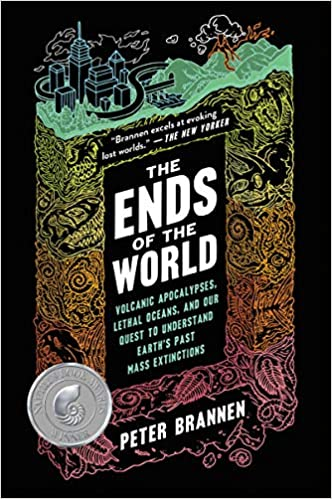 "Brannen excels at evoking
lost worlds." —THE NEW YORKER
THE
ENDS
OF THE
WORLD
VOLCANIC APOCALYPSES,
LETHAL OCEANS, AND OUR
QUEST TO UNDERSTAND
EARTH'S PAST
MASS EXTINCTIONS
PETER BRANNEN
WINNER